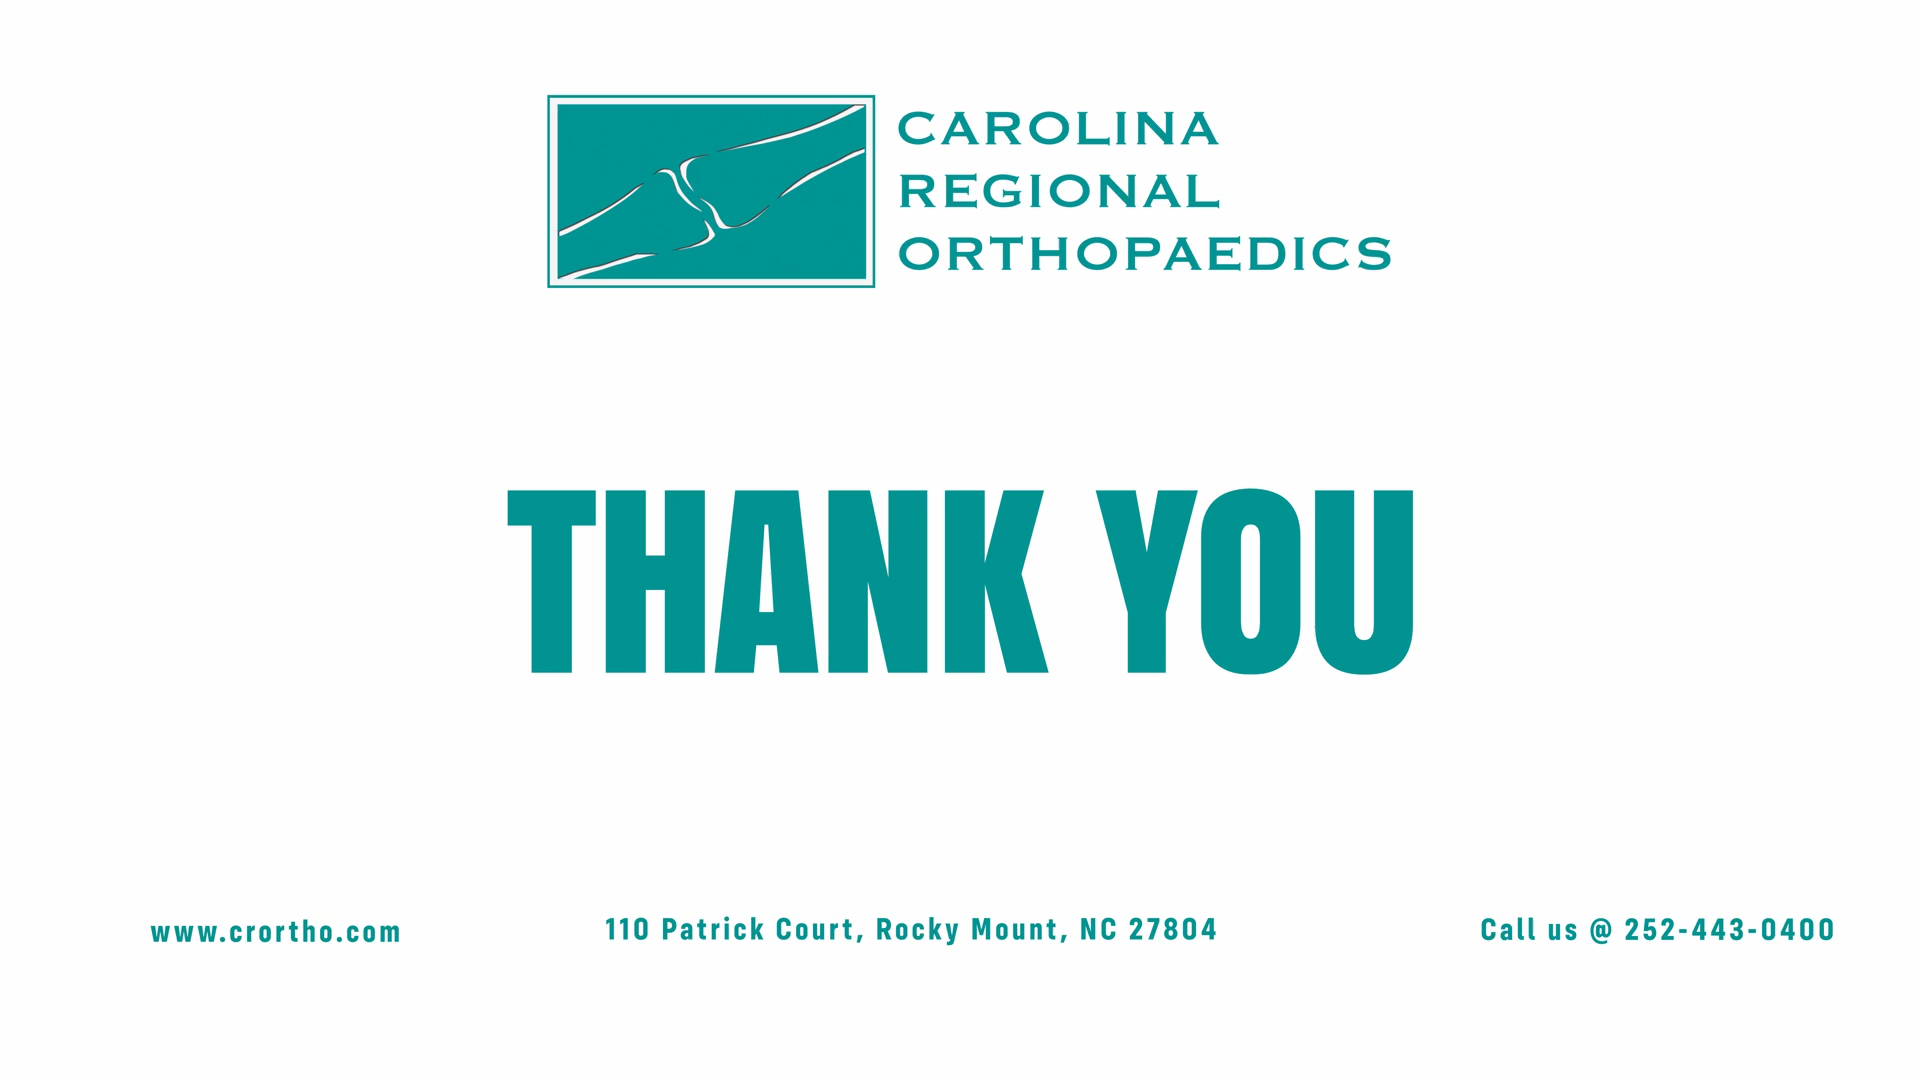 CAROLINA
REGIONAL
ORTHOPAEDICS
THANK YOU
www.crortho.com
110 Patrick Court, Rocky Mount, NC 27804
Call us @ 252-443-0400